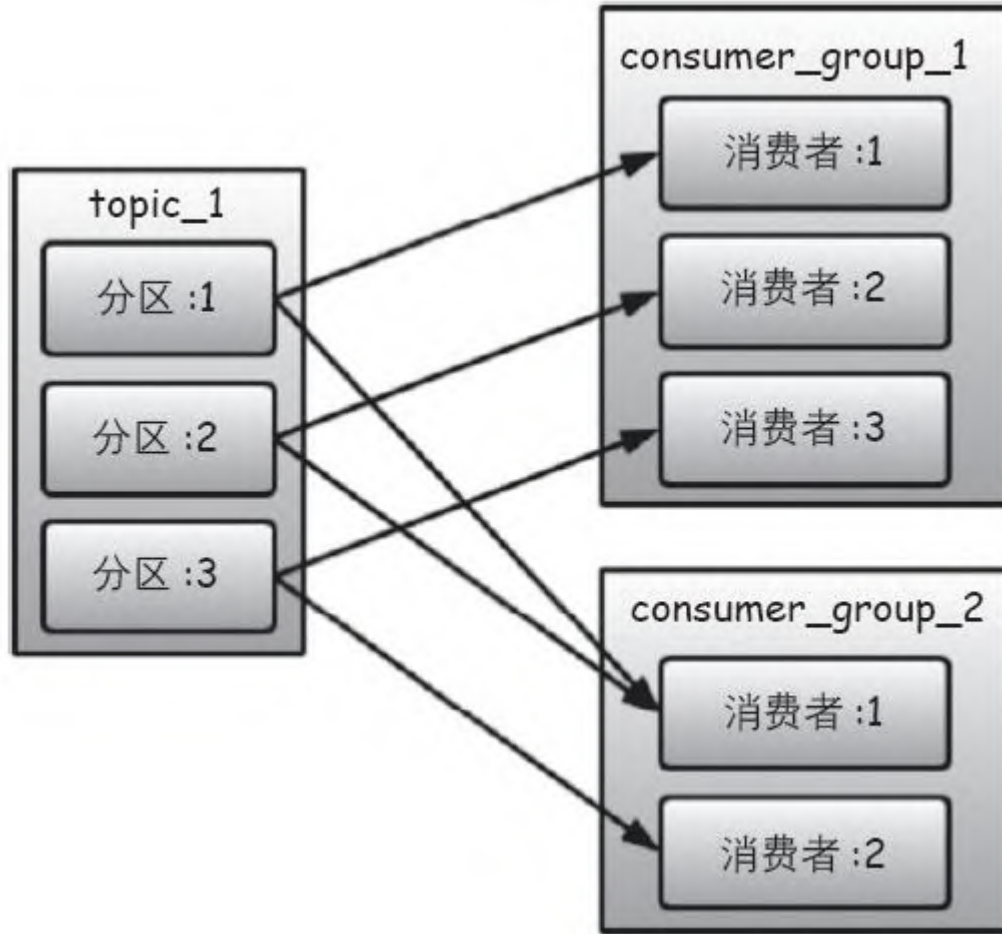 topic_1
分区 :1
分区 :2
分区 :3
consumer_group_1
消费者 :1
消费者 :2
消费者 :3
consumer_group_2
消费者 :1
消费者 :2